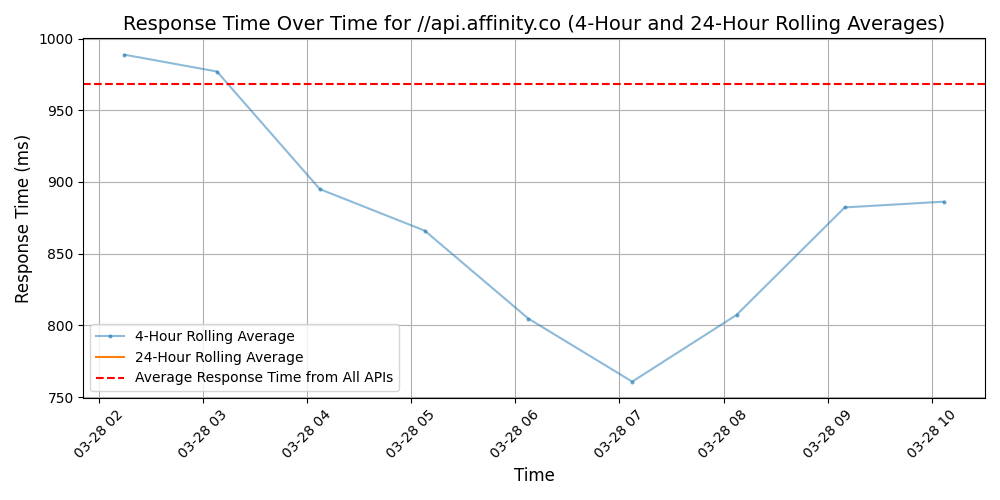 Response Time Over Time for //api.affinity.co (4-Hour and 24-Hour Rolling Averages)
Response Time (ms)
1000
950
900
850
800
750
4-Hour Rolling Average
24-Hour Rolling Average
Average Response Time from All APIs
03-28 02
03-28 03
03-28 04
03-28 05
03-28 06
03-28 07
03-28 08
03-28 09
03-28 10
Time